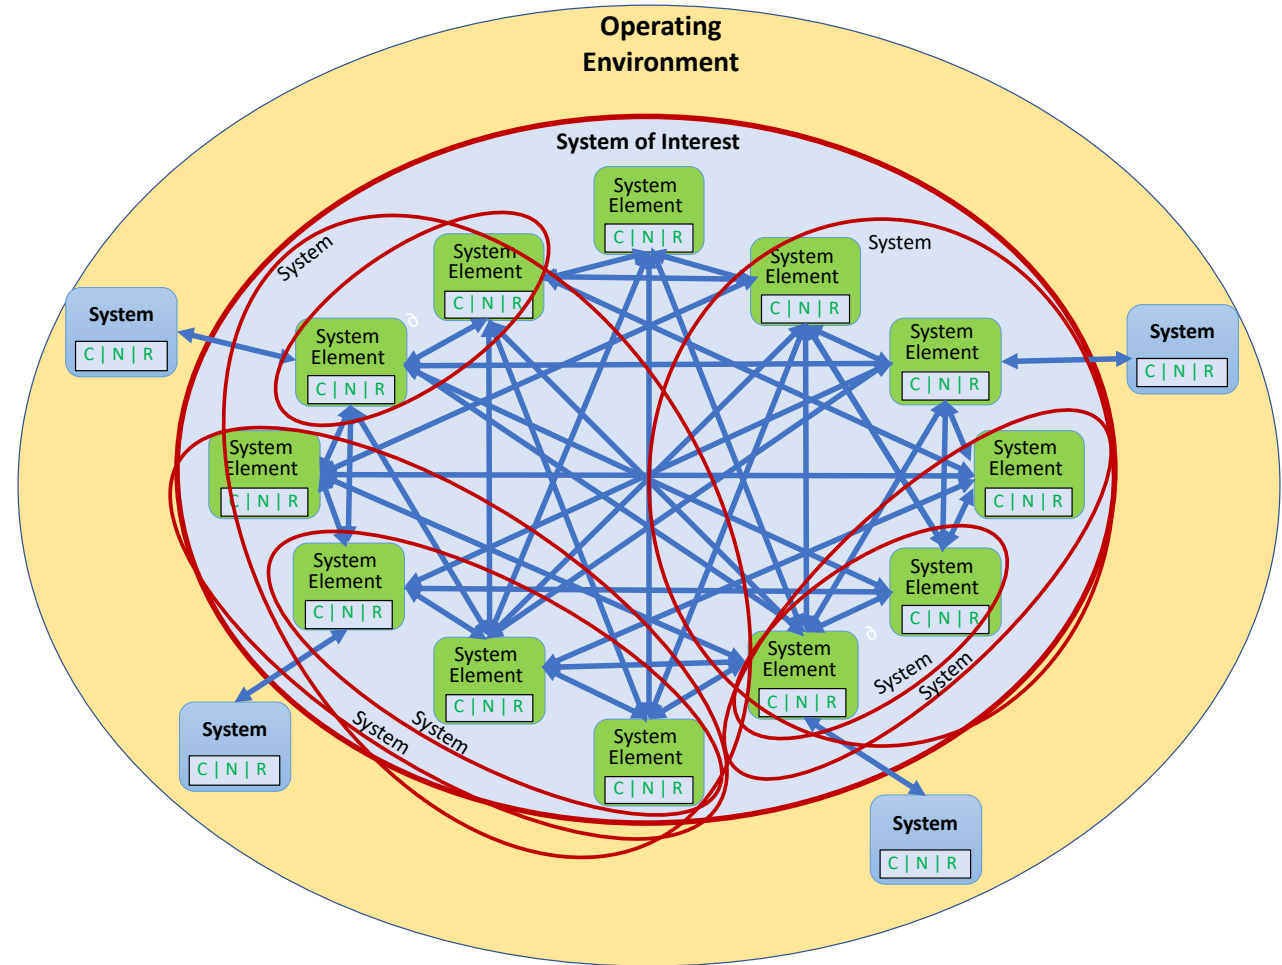 Operating
Environment
System of Interest
System
Element
C | N | R
System
System
Element
C | N | R
System
Element
C | N | R
System
System
C | N | R
∂
System
Element
C | N | R
System
Element
C | N | R
System
C | N | R
System
Element
C | N | R
System
Element
C | N | R
System
Element
C | N | R
System
Element
C | N | R
∂
System
Element
C | N | R
System
Element
C | N | R
System
System
System
C | N | R
System
System
System
Element
C | N | R
System
C | N | R